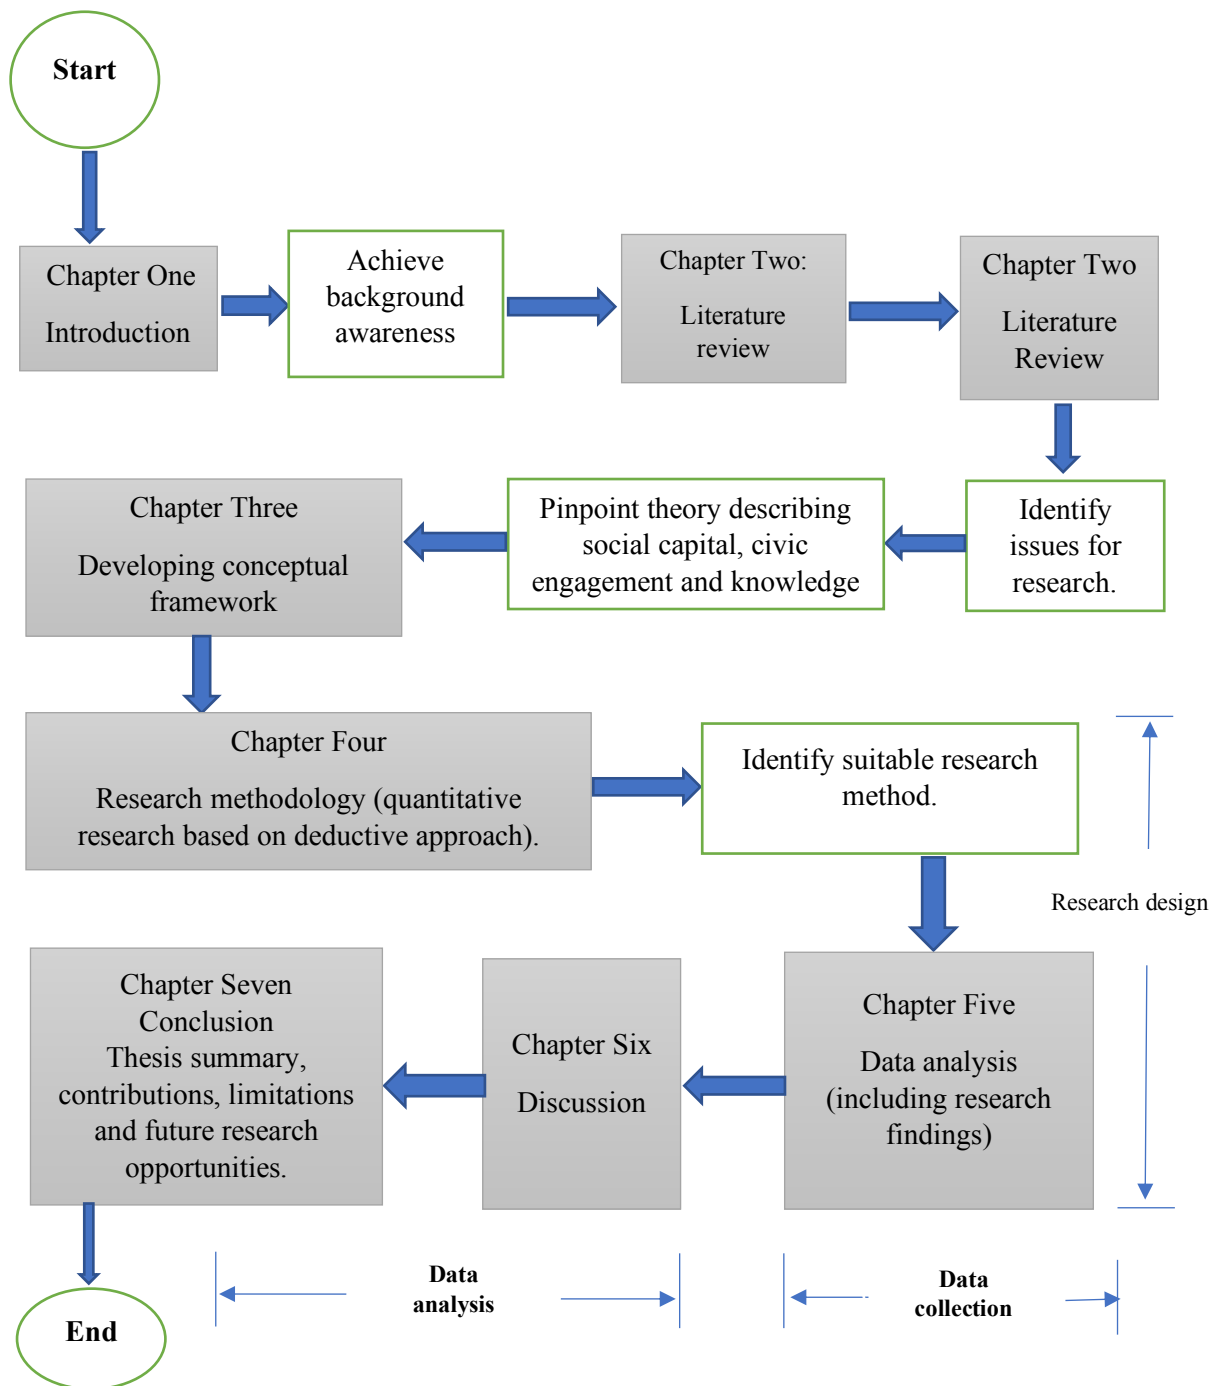 Start
Chapter One
Introduction
Achieve
background
awareness
Chapter Two:
Literature
review
Chapter Two
Literature
Review
Identify
issues for
research.
Pinpoint theory describing
social capital, civic
engagement and knowledge
Chapter Three
Developing conceptual
framework
Chapter Four
Research methodology (quantitative
research based on deductive approach).
Identify suitable research
method.
Research design
Chapter Five
Data analysis
(including research
findings)
Chapter Six
Discussion
Chapter Seven
Conclusion
Thesis summary,
contributions, limitations
and future research
opportunities.
Data
analysis
Data
collection
End